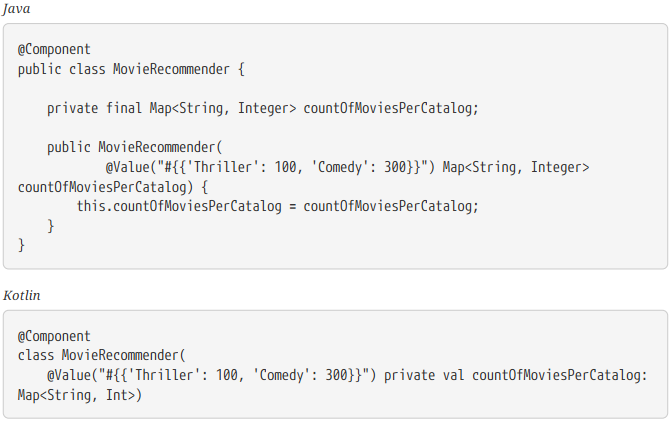 Java
@Component
public class MovieRecommender {
    private final Map<String, Integer> countOfMoviesPerCatalog;
    public MovieRecommender(
            @Value("#{{'Thriller': 100, 'Comedy': 300}}") Map<String, Integer>
countOfMoviesPerCatalog) {
        this.countOfMoviesPerCatalog = countOfMoviesPerCatalog;
    }
}
Kotlin
@Component
class MovieRecommender(
    @Value("#{{'Thriller': 100, 'Comedy': 300}}") private val countOfMoviesPerCatalog:
Map<String, Int>)